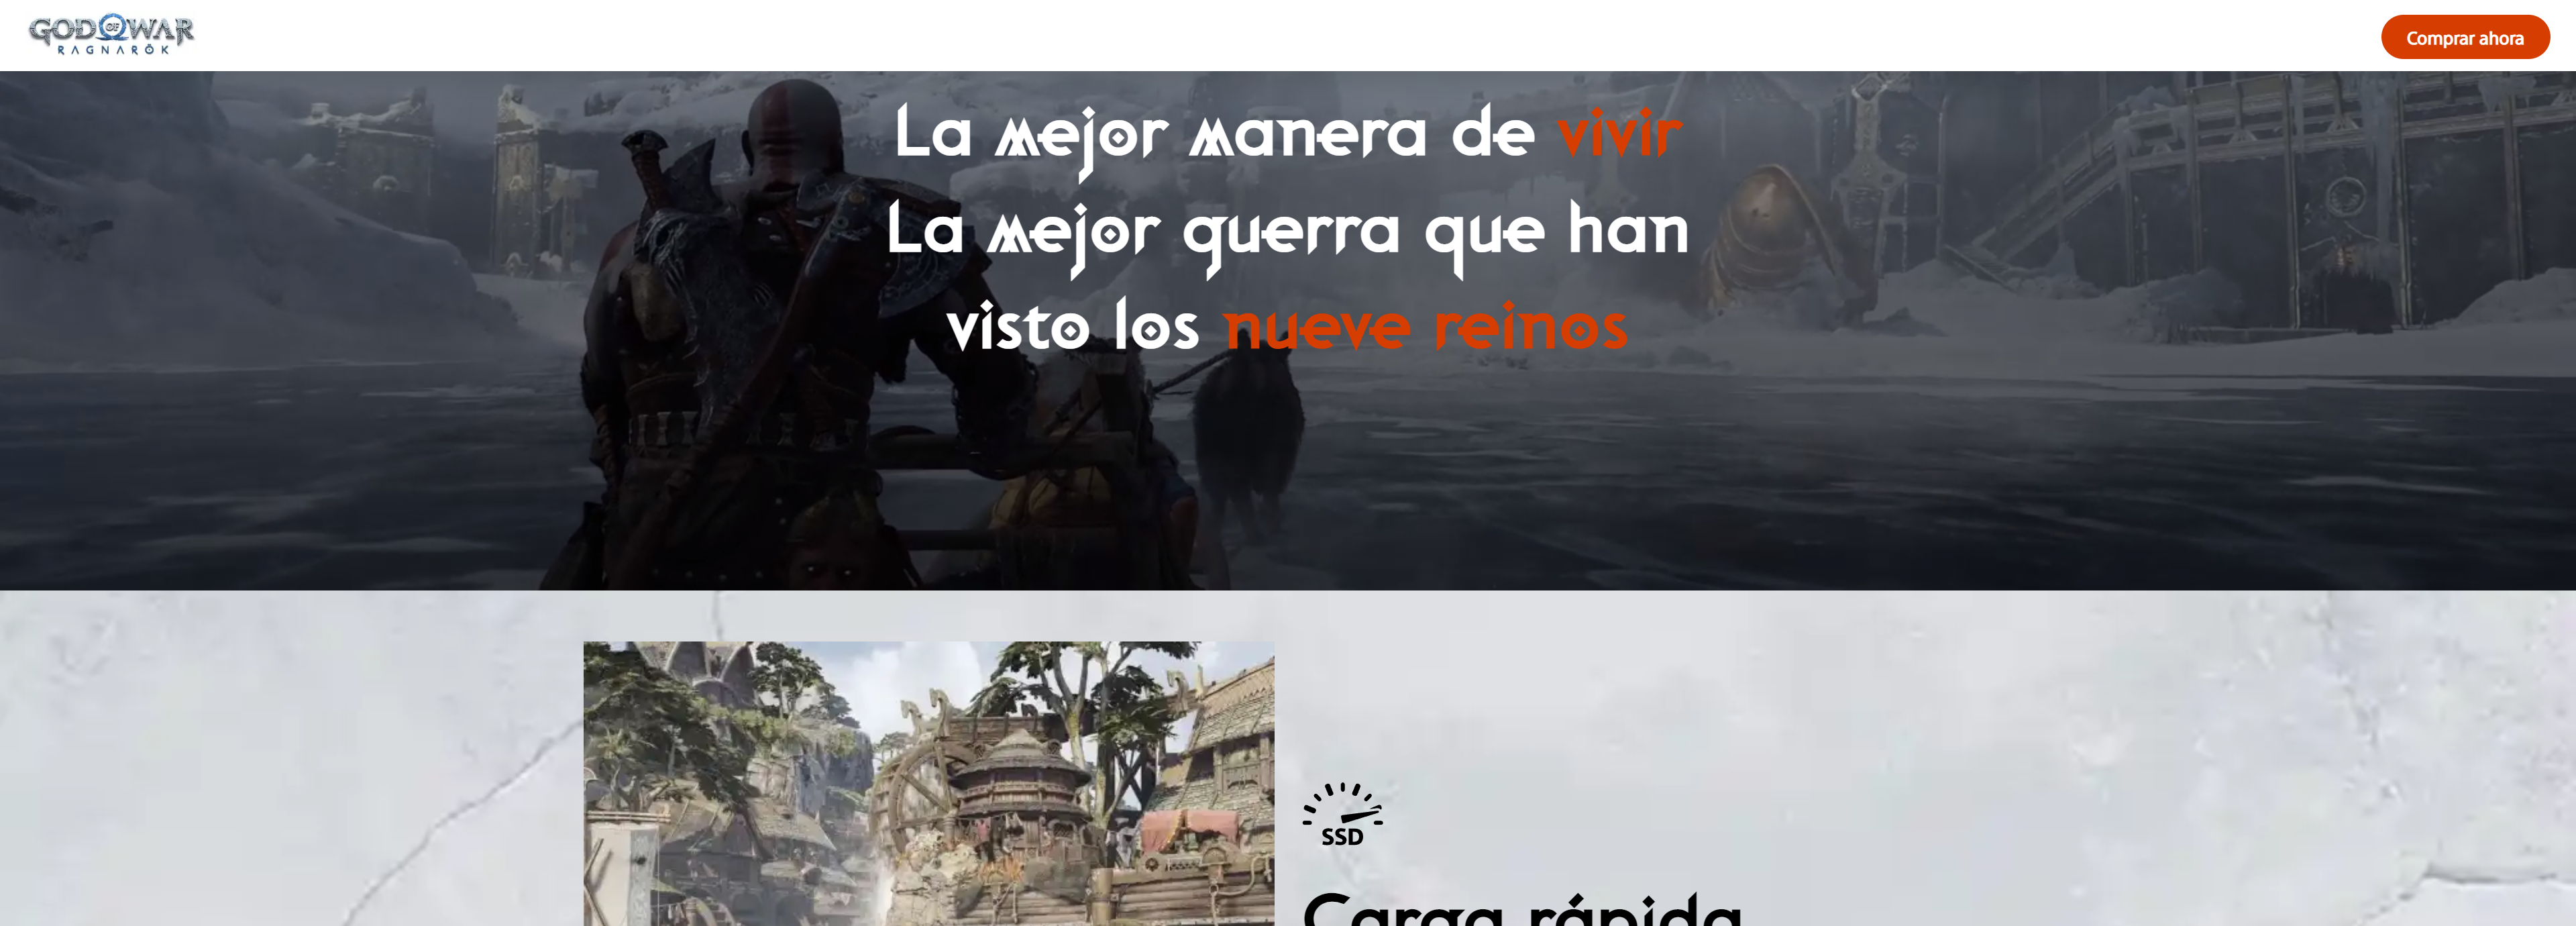 GOD OF WAR
RAGNARÖK
Comprar ahora
La mejor manera de vivir
La mejor guerra que han
visto los nueve reinos
SSD
Carga rápida